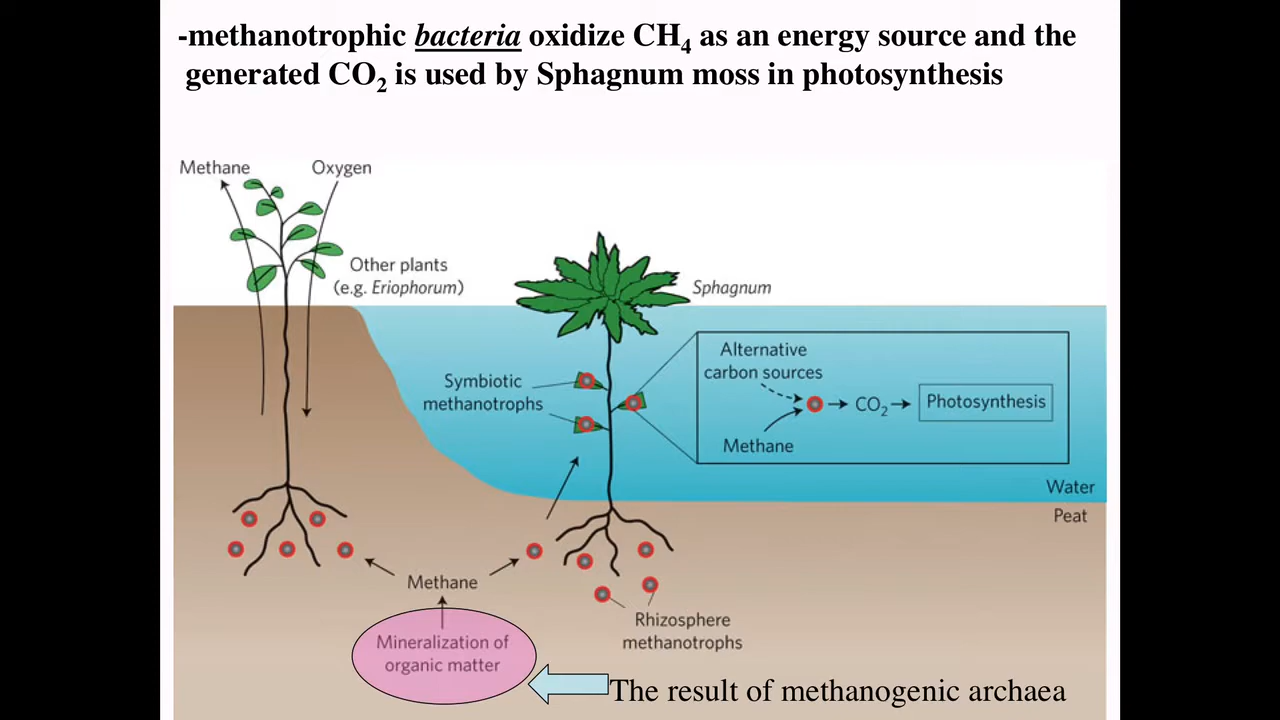 -methanotrophic bacteria oxidize CH4 as an energy source and the
generated CO2 is used by Sphagnum moss in photosynthesis
Methane
Oxygen
Other plants
(e.g. Eriophorum)
Sphagnum
Symbiotic
methanotrophs
Alternative
carbon sources
CO2
Photosynthesis
Methane
Water
Peat
Methane
Mineralization of
organic matter
Rhizosphere
methanotrophs
The result of methanogenic archaea